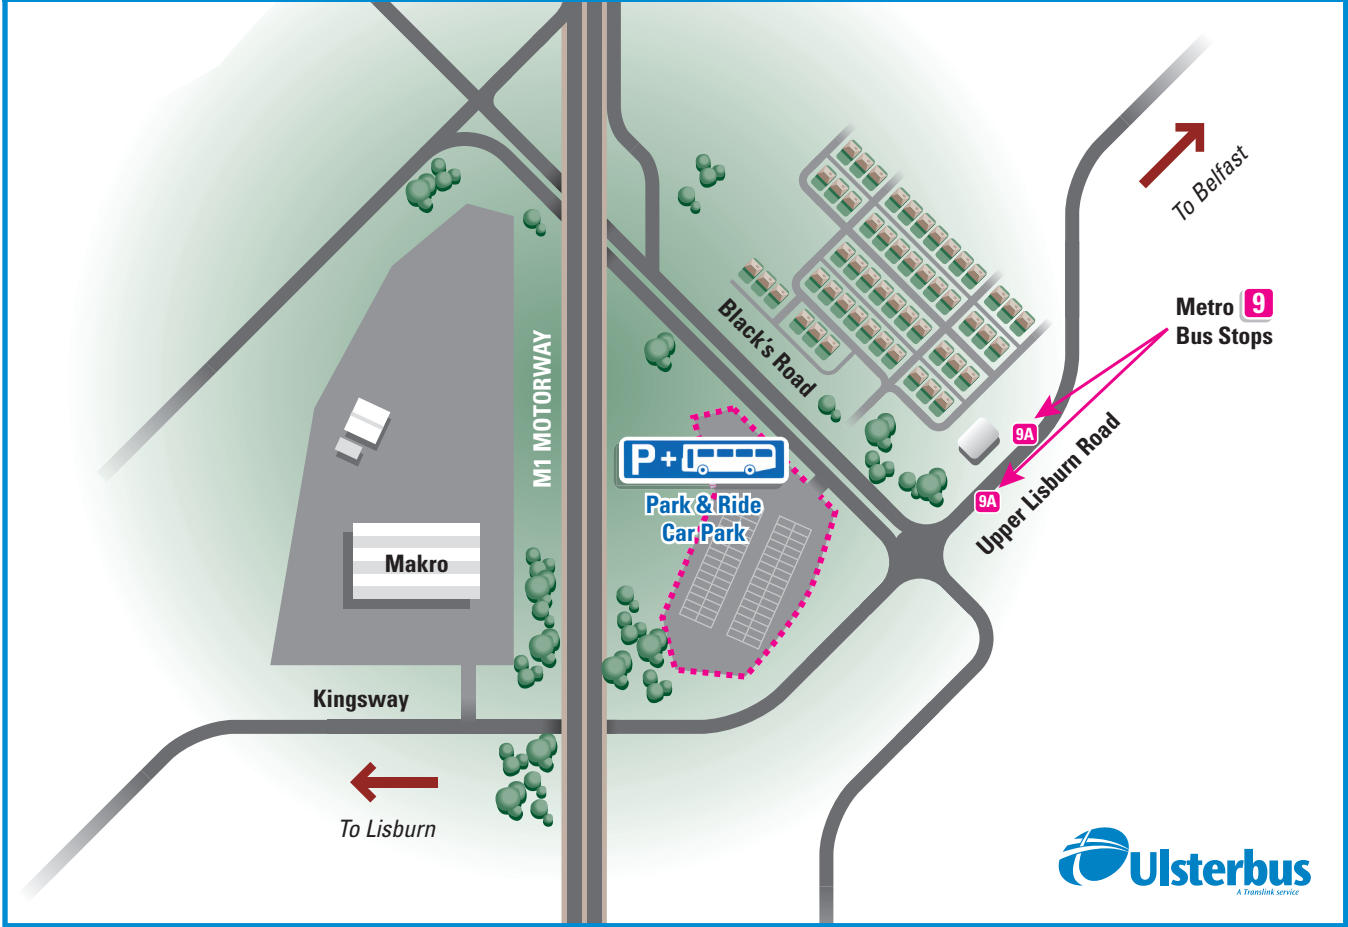 To Belfast
Metro 9
Bus Stops
Black's Road
M1 MOTORWAY
9A
Upper Lisburn Road
P+
9A
Park & Ride
Car Park
Makro
Kingsway
To Lisburn
Ulsterbus
A Translink service